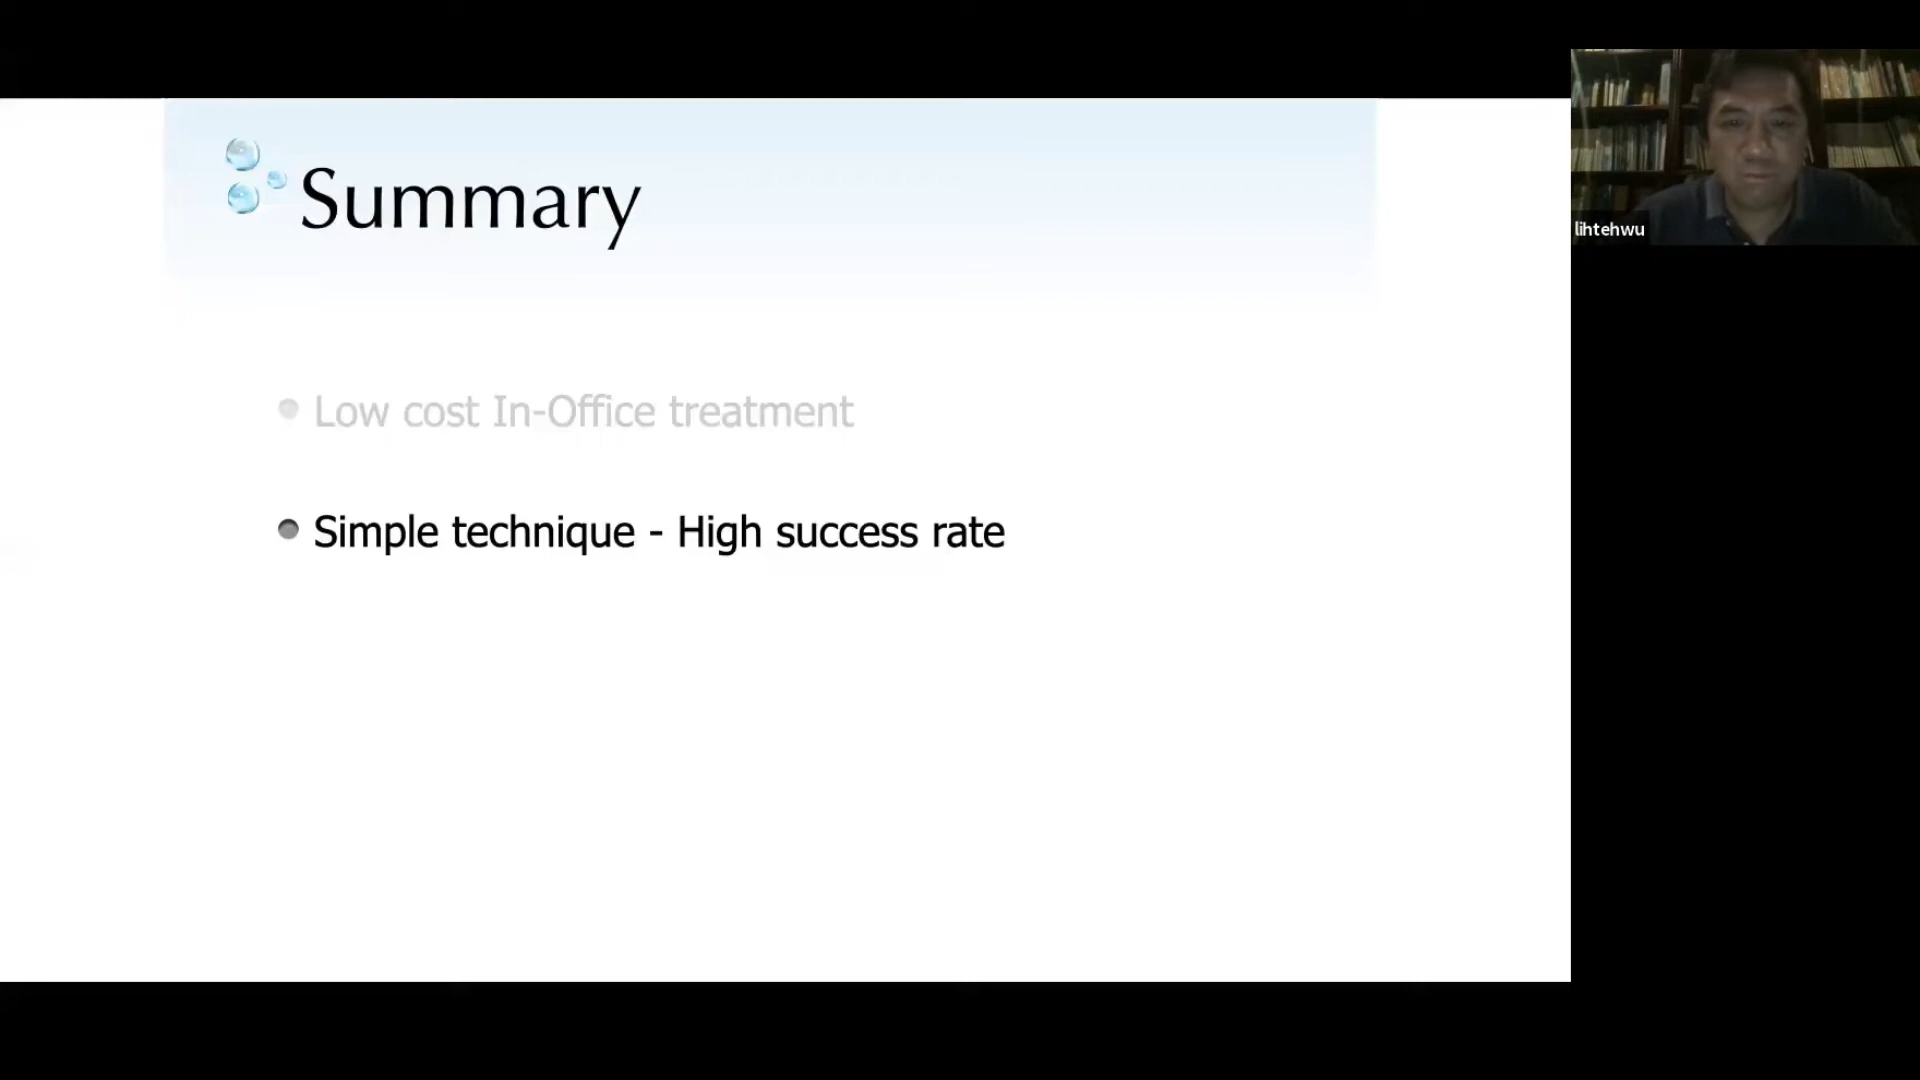 Summary
Low cost In-Office treatment
Simple technique - High success rate
lihtehwu